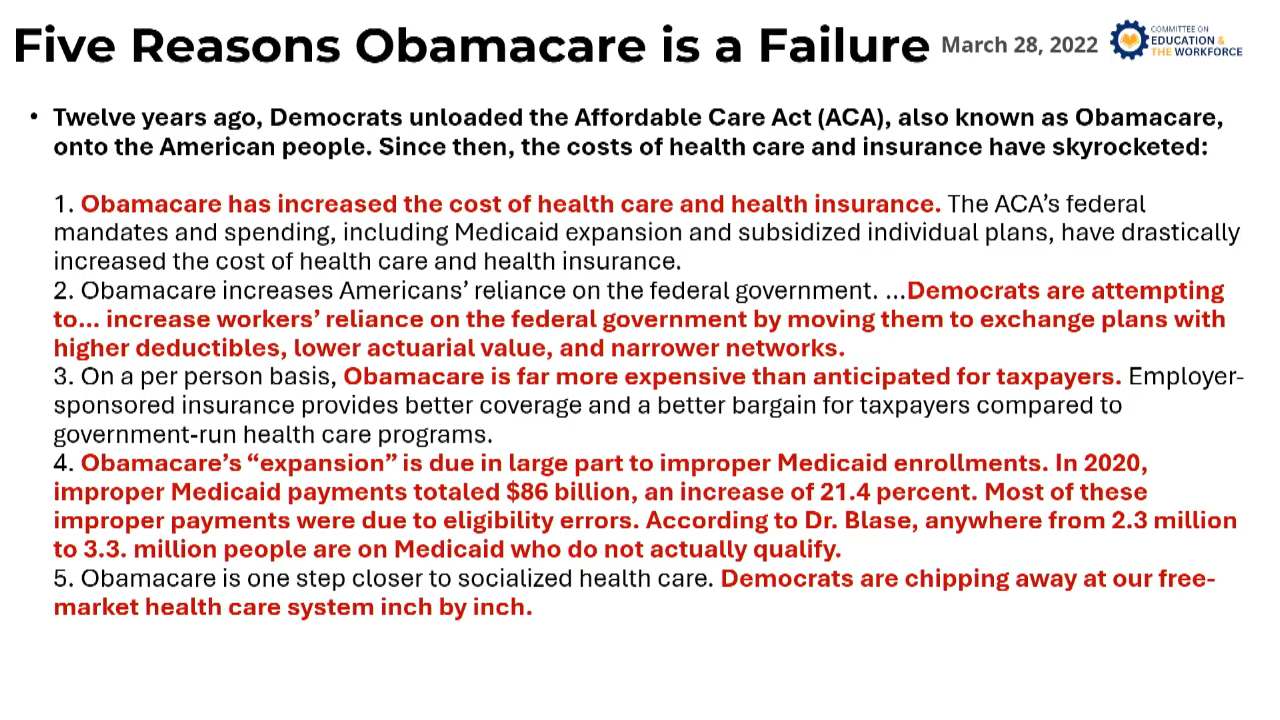 Five Reasons Obamacare is a Failure
March 28, 2022
COMMITTEE ON
EDUCATION &
THE WORKFORCE
• Twelve years ago, Democrats unloaded the Affordable Care Act (ACA), also known as Obamacare,
onto the American people. Since then, the costs of health care and insurance have skyrocketed:
1. Obamacare has increased the cost of health care and health insurance. The ACA’s federal
mandates and spending, including Medicaid expansion and subsidized individual plans, have drastically
increased the cost of health care and health insurance.
2. Obamacare increases Americans’ reliance on the federal government. ...Democrats are attempting
to... increase workers’ reliance on the federal government by moving them to exchange plans with
higher deductibles, lower actuarial value, and narrower networks.
3. On a per person basis, Obamacare is far more expensive than anticipated for taxpayers. Employer-
sponsored insurance provides better coverage and a better bargain for taxpayers compared to
government-run health care programs.
4. Obamacare’s “expansion” is due in large part to improper Medicaid enrollments. In 2020,
improper Medicaid payments totaled $86 billion, an increase of 21.4 percent. Most of these
improper payments were due to eligibility errors. According to Dr. Blase, anywhere from 2.3 million
to 3.3. million people are on Medicaid who do not actually qualify.
5. Obamacare is one step closer to socialized health care. Democrats are chipping away at our free-
market health care system inch by inch.